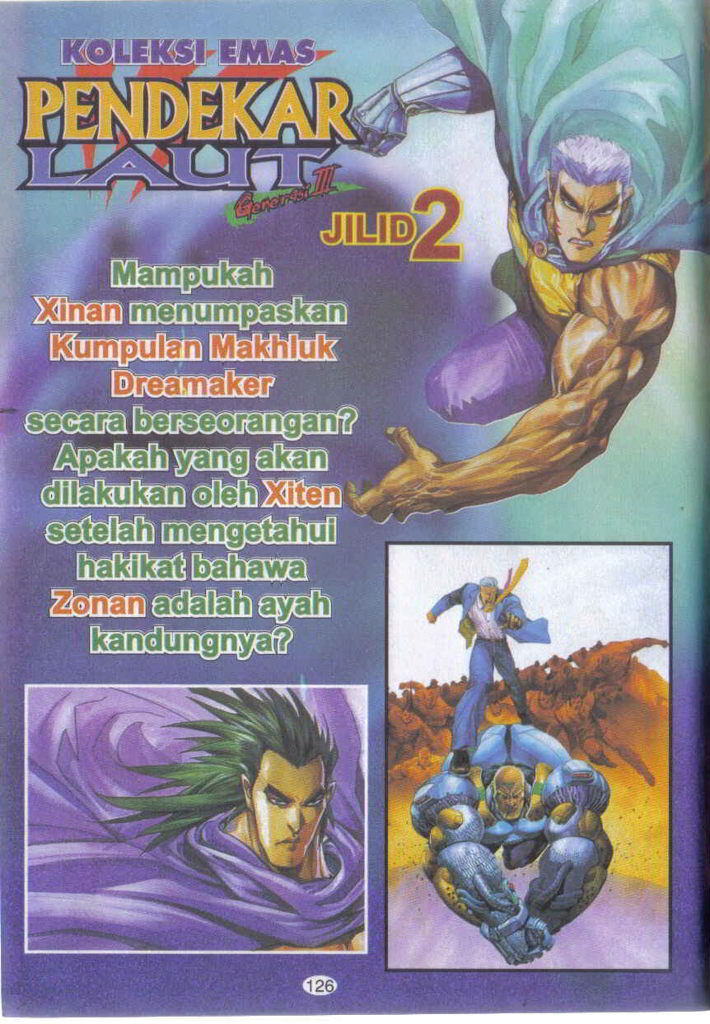 KOLEKSI EMAS
PENDEKAR
LAUT
Generasi III
JILID 2
Mampukah
Xinan menumpaskan
Kumpulan Makhluk
Dreamaker
secara berseorangan?
Apakah yang akan
dilakukan oleh Xiten
setelah mengetahui
hakikat bahawa
Zonan adalah ayah
kandungnya?
126